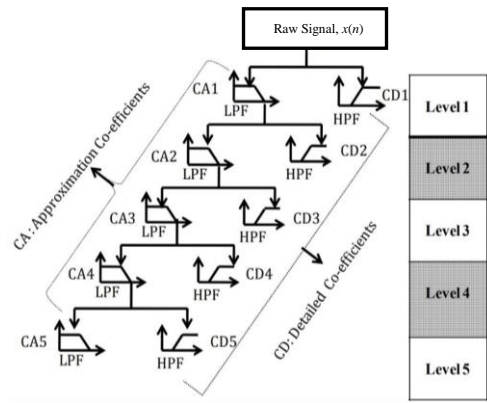 Raw Signal, x(n)
CA1
LPF
HPF
CD1
Level 1
CA2
LPF
HPF
CD2
Level 2
CA3
LPF
HPF
CD3
Level 3
CA4
LPF
HPF
CD4
Level 4
CA5
LPF
HPF
CD5
Level 5
CA: Approximation Co-efficients
CD: Detailed Co-efficients